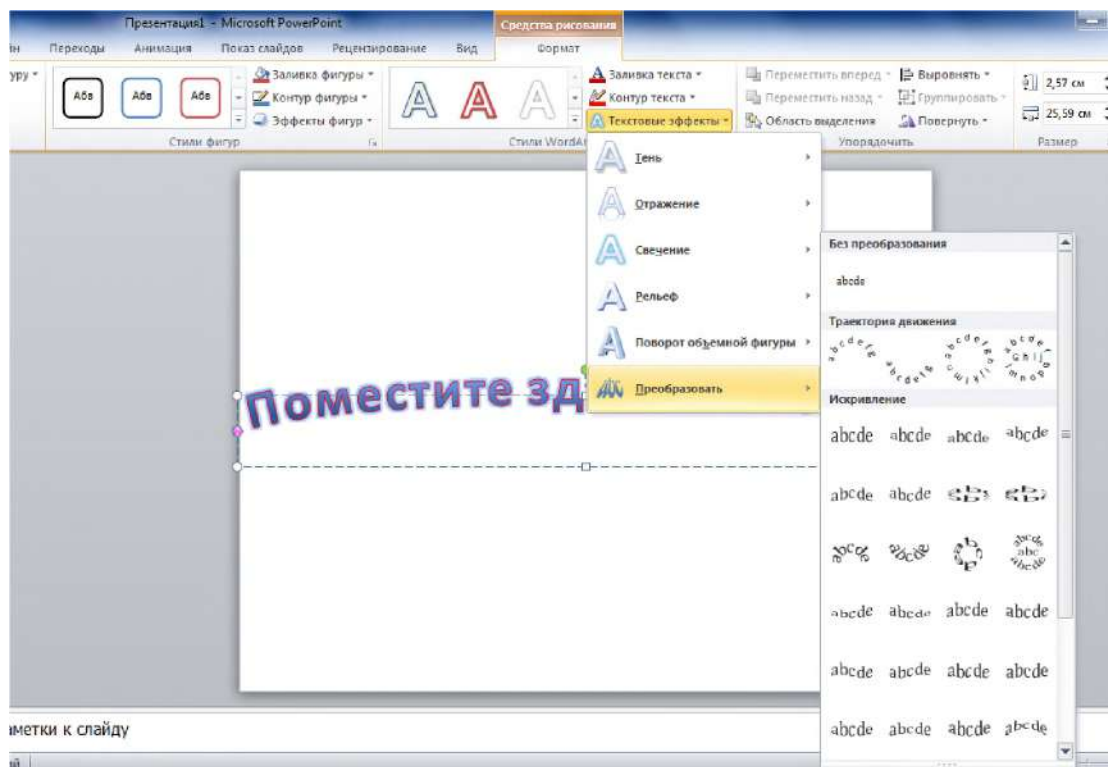 Презентация1 - Microsoft PowerPoint
Средства рисования
Переходы Анимация Показ слайдов Рецензирование Вид Формат
Абв Абв Абв
Заливка фигуры
Контур фигуры
Эффекты фигур
Заливка текста
Контур текста
Текстовые эффекты
Переместить вперед
Переместить назад
Область выделения
Выровнять
Группировать
Повернуть
2,57 см
25,59 см
Стили фигур Стили WordAr Упорядочить Размер
Тень
Отражение
Свечение
Рельеф
Поворот объемной фигуры
Преобразовать
Без преобразования
abcde
Траектория движения
Искривление
abcde abcde abcde abcde
abcde abcde
abcde abcde
abcde abcde abcde abcde
abcde abcde abcde abcde
abcde abcde abcde abcde
Поместите зд
аметки к слайду